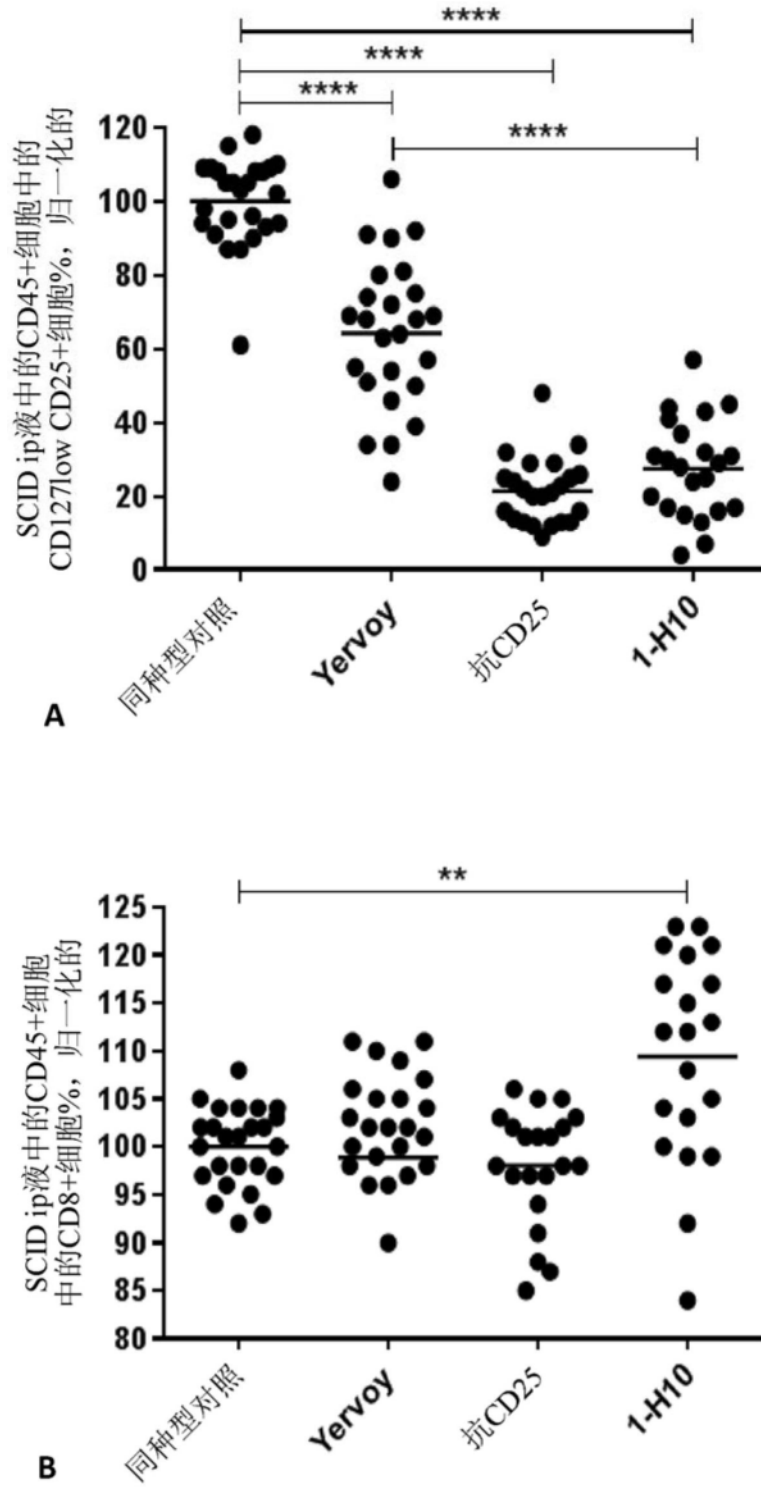 ****
****
****
****
SCID ip液中的CD45+细胞中的
CD127low CD25+细胞%，归一化的
120
100
80
60
40
20
0
同种型对照
Yervoy
抗CD25
1-H10
A
**
SCID ip液中的CD45+细胞
中的CD8+细胞%，归一化的
125
120
115
110
105
100
95
90
85
80
同种型对照
Yervoy
抗CD25
1-H10
B